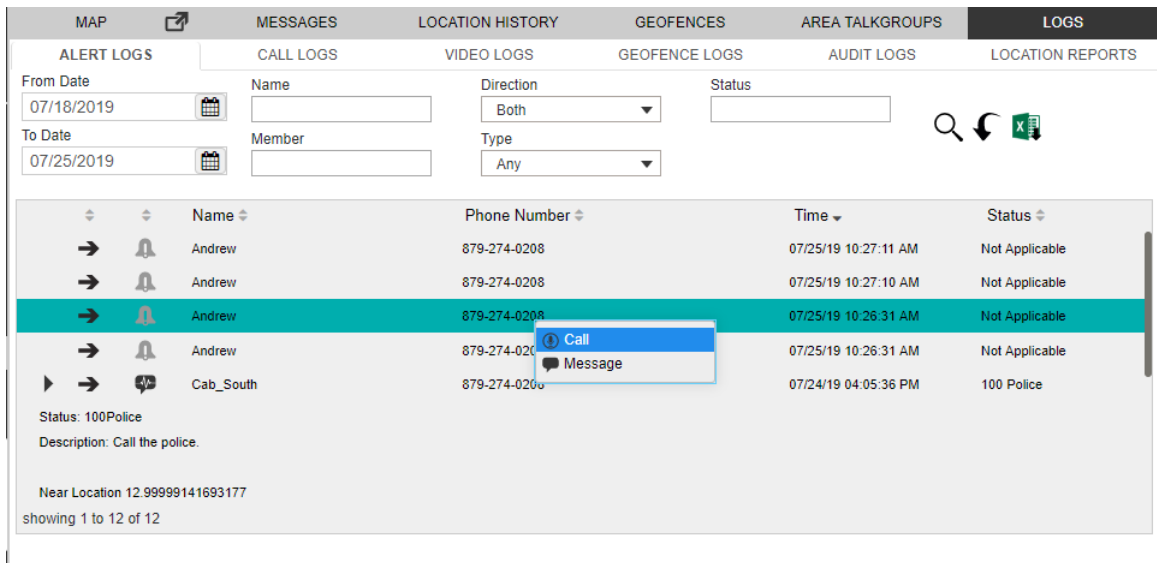 MAP MESSAGES LOCATION HISTORY GEOFENCES AREA TALKGROUPS LOGS
ALERT LOGS CALL LOGS VIDEO LOGS GEOFENCE LOGS AUDIT LOGS LOCATION REPORTS
From Date Name Direction Status
07/18/2019 Both
To Date Member Type
07/25/2019 Any
Name Phone Number Time Status
Andrew 879-274-0208 07/25/19 10:27:11 AM Not Applicable
Andrew 879-274-0208 07/25/19 10:27:10 AM Not Applicable
Andrew 879-274-0208 07/25/19 10:26:31 AM Not Applicable
Call
Andrew 07/25/19 10:26:31 AM Not Applicable
Message
Cab_South 879-274-0208 07/24/19 04:05:36 PM 100 Police
Status: 100Police
Description: Call the police.
Near Location 12.99999141693177
showing 1 to 12 of 12